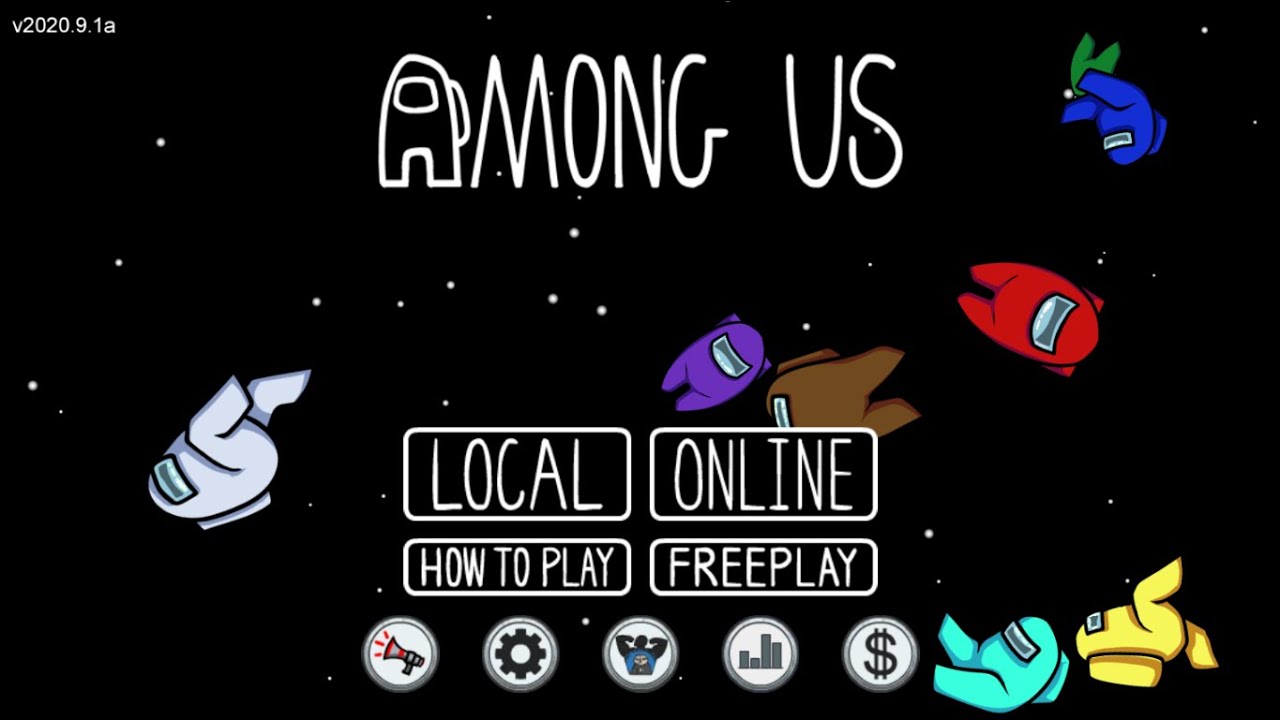 v2020.9.1a
AMONG US
LOCAL
ONLINE
HOW TO PLAY
FREEPLAY
$